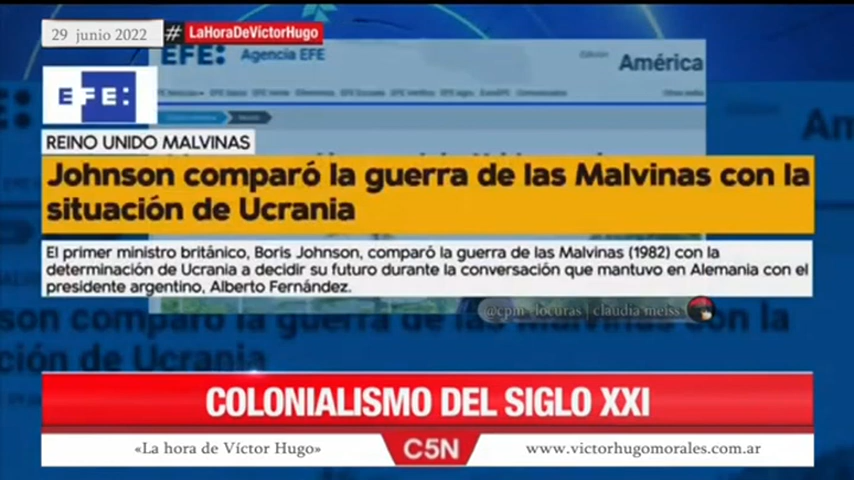 29 junio 2022
#LaHoraDeVíctorHugo
EFE: Agencia EFE
América
EFE:
REINO UNIDO MALVINAS
Johnson comparó la guerra de las Malvinas con la
situación de Ucrania
El primer ministro británico, Boris Johnson, comparó la guerra de las Malvinas (1982) con la
determinación de Ucrania a decidir su futuro durante la conversación que mantuvo en Alemania con el
presidente argentino, Alberto Fernández.
@cpm_locuras | claudia meiss
COLONIALISMO DEL SIGLO XXI
«La hora de Víctor Hugo»
C5N
www.victorhugomorales.com.ar